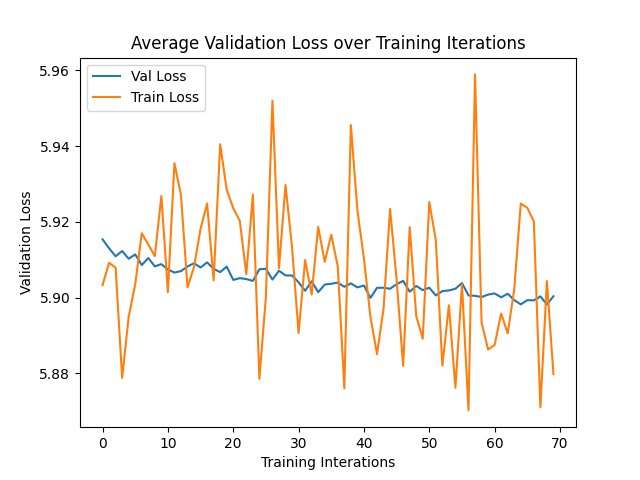 Average Validation Loss over Training Iterations
Val Loss
Train Loss
Validation Loss
5.96
5.94
5.92
5.90
5.88
0 10 20 30 40 50 60 70
Training Interations